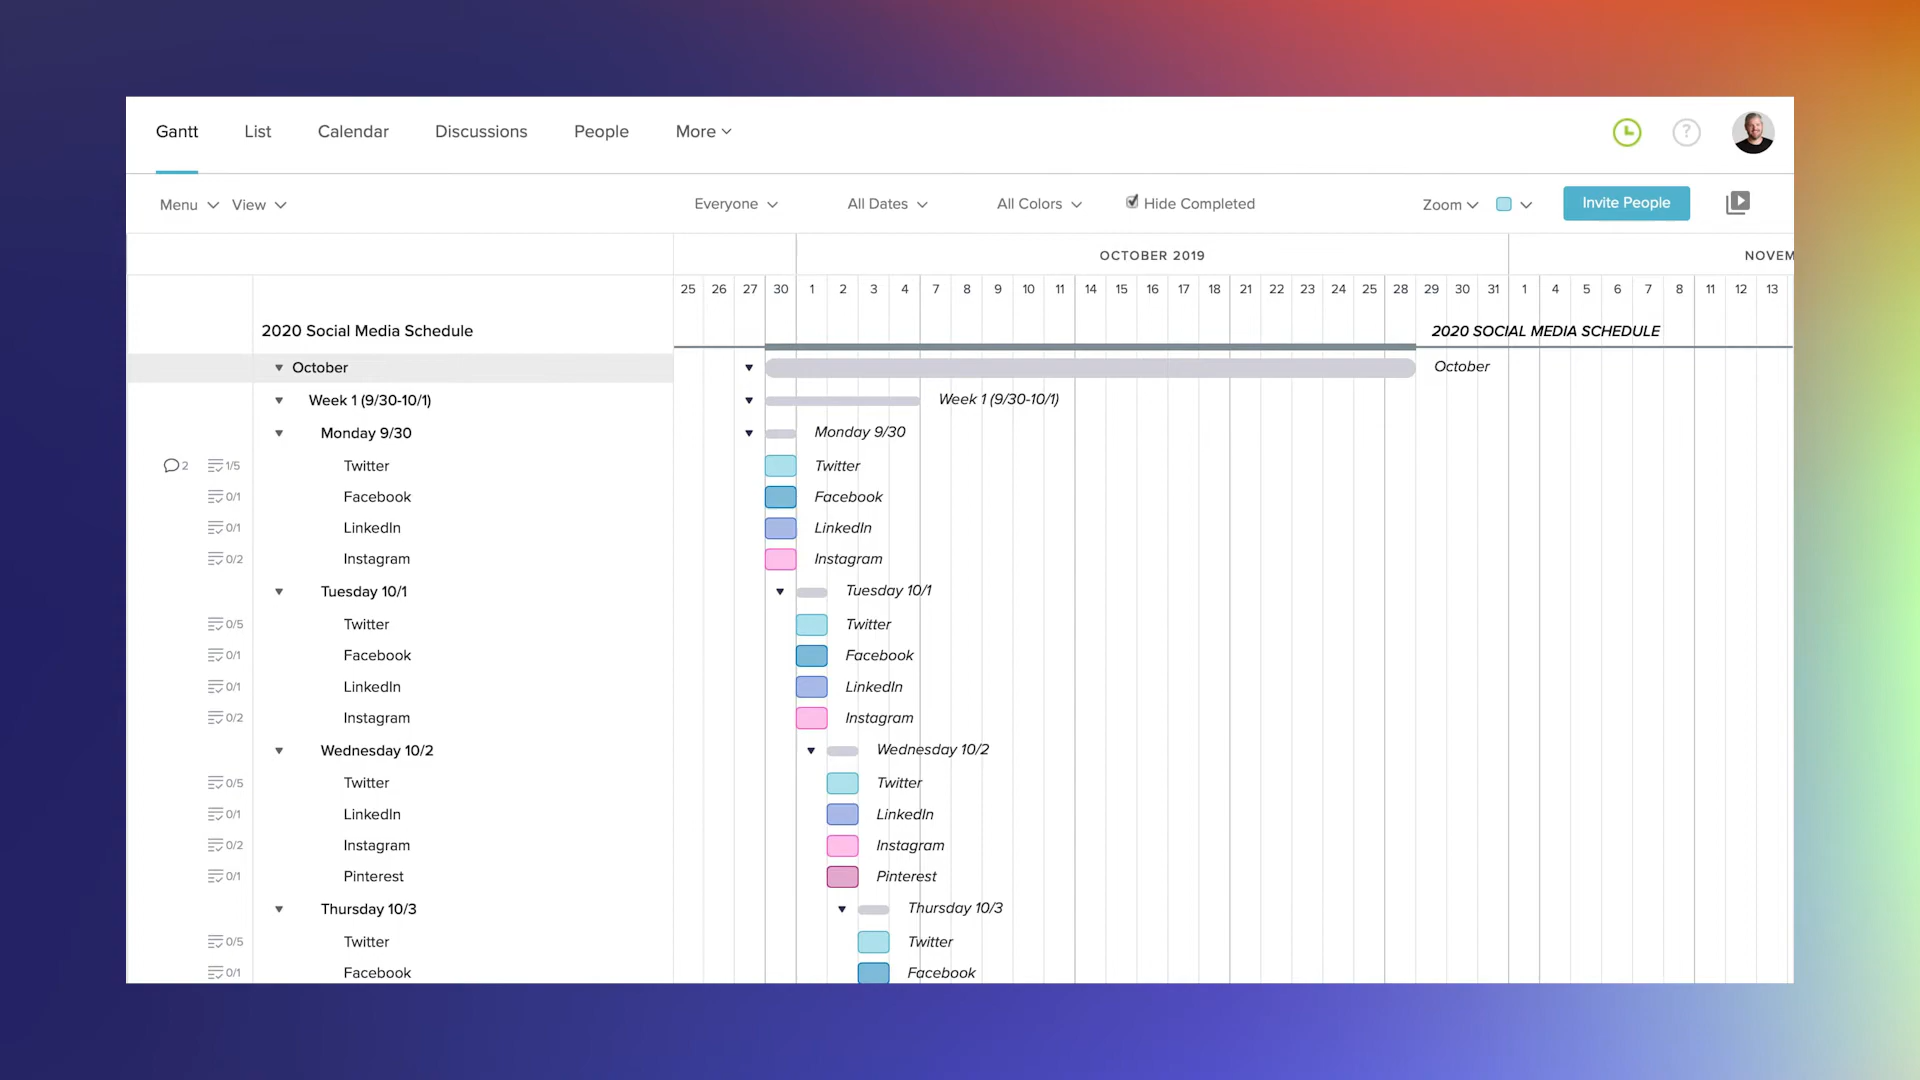 Gantt List Calendar Discussions People More ?
Menu View Everyone All Dates All Colors Hide Completed Zoom Invite People
OCTOBER 2019 NOVEM
25 26 27 30 1 2 3 4 7 8 9 10 11 14 15 16 17 18 21 22 23 24 25 28 29 30 31 1 4 5 6 7 8 11 12 13
2020 Social Media Schedule 2020 SOCIAL MEDIA SCHEDULE
October October
Week 1 (9/30-10/1) Week 1 (9/30-10/1)
Monday 9/30 Monday 9/30
2 1/5 Twitter Twitter
0/1 Facebook Facebook
0/1 LinkedIn LinkedIn
0/2 Instagram Instagram
Tuesday 10/1 Tuesday 10/1
0/5 Twitter Twitter
0/1 Facebook Facebook
0/1 LinkedIn LinkedIn
0/2 Instagram Instagram
Wednesday 10/2 Wednesday 10/2
0/5 Twitter Twitter
0/1 LinkedIn LinkedIn
0/2 Instagram Instagram
0/1 Pinterest Pinterest
Thursday 10/3 Thursday 10/3
0/5 Twitter Twitter
0/1 Facebook Facebook